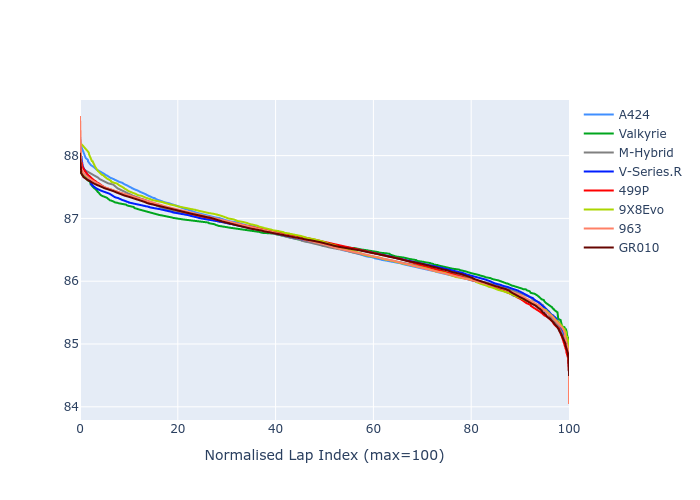 88
87
86
85
84
0 20 40 60 80 100
Normalised Lap Index (max=100)
A424
Valkyrie
M-Hybrid
V-Series.R
499P
9X8Evo
963
GR010